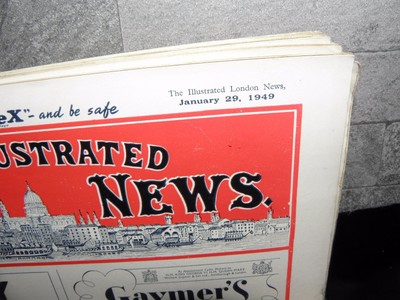 The Illustrated London News,
January 29, 1949
eX"- and be safe
USTRATED
NEWS.
Gaymer's